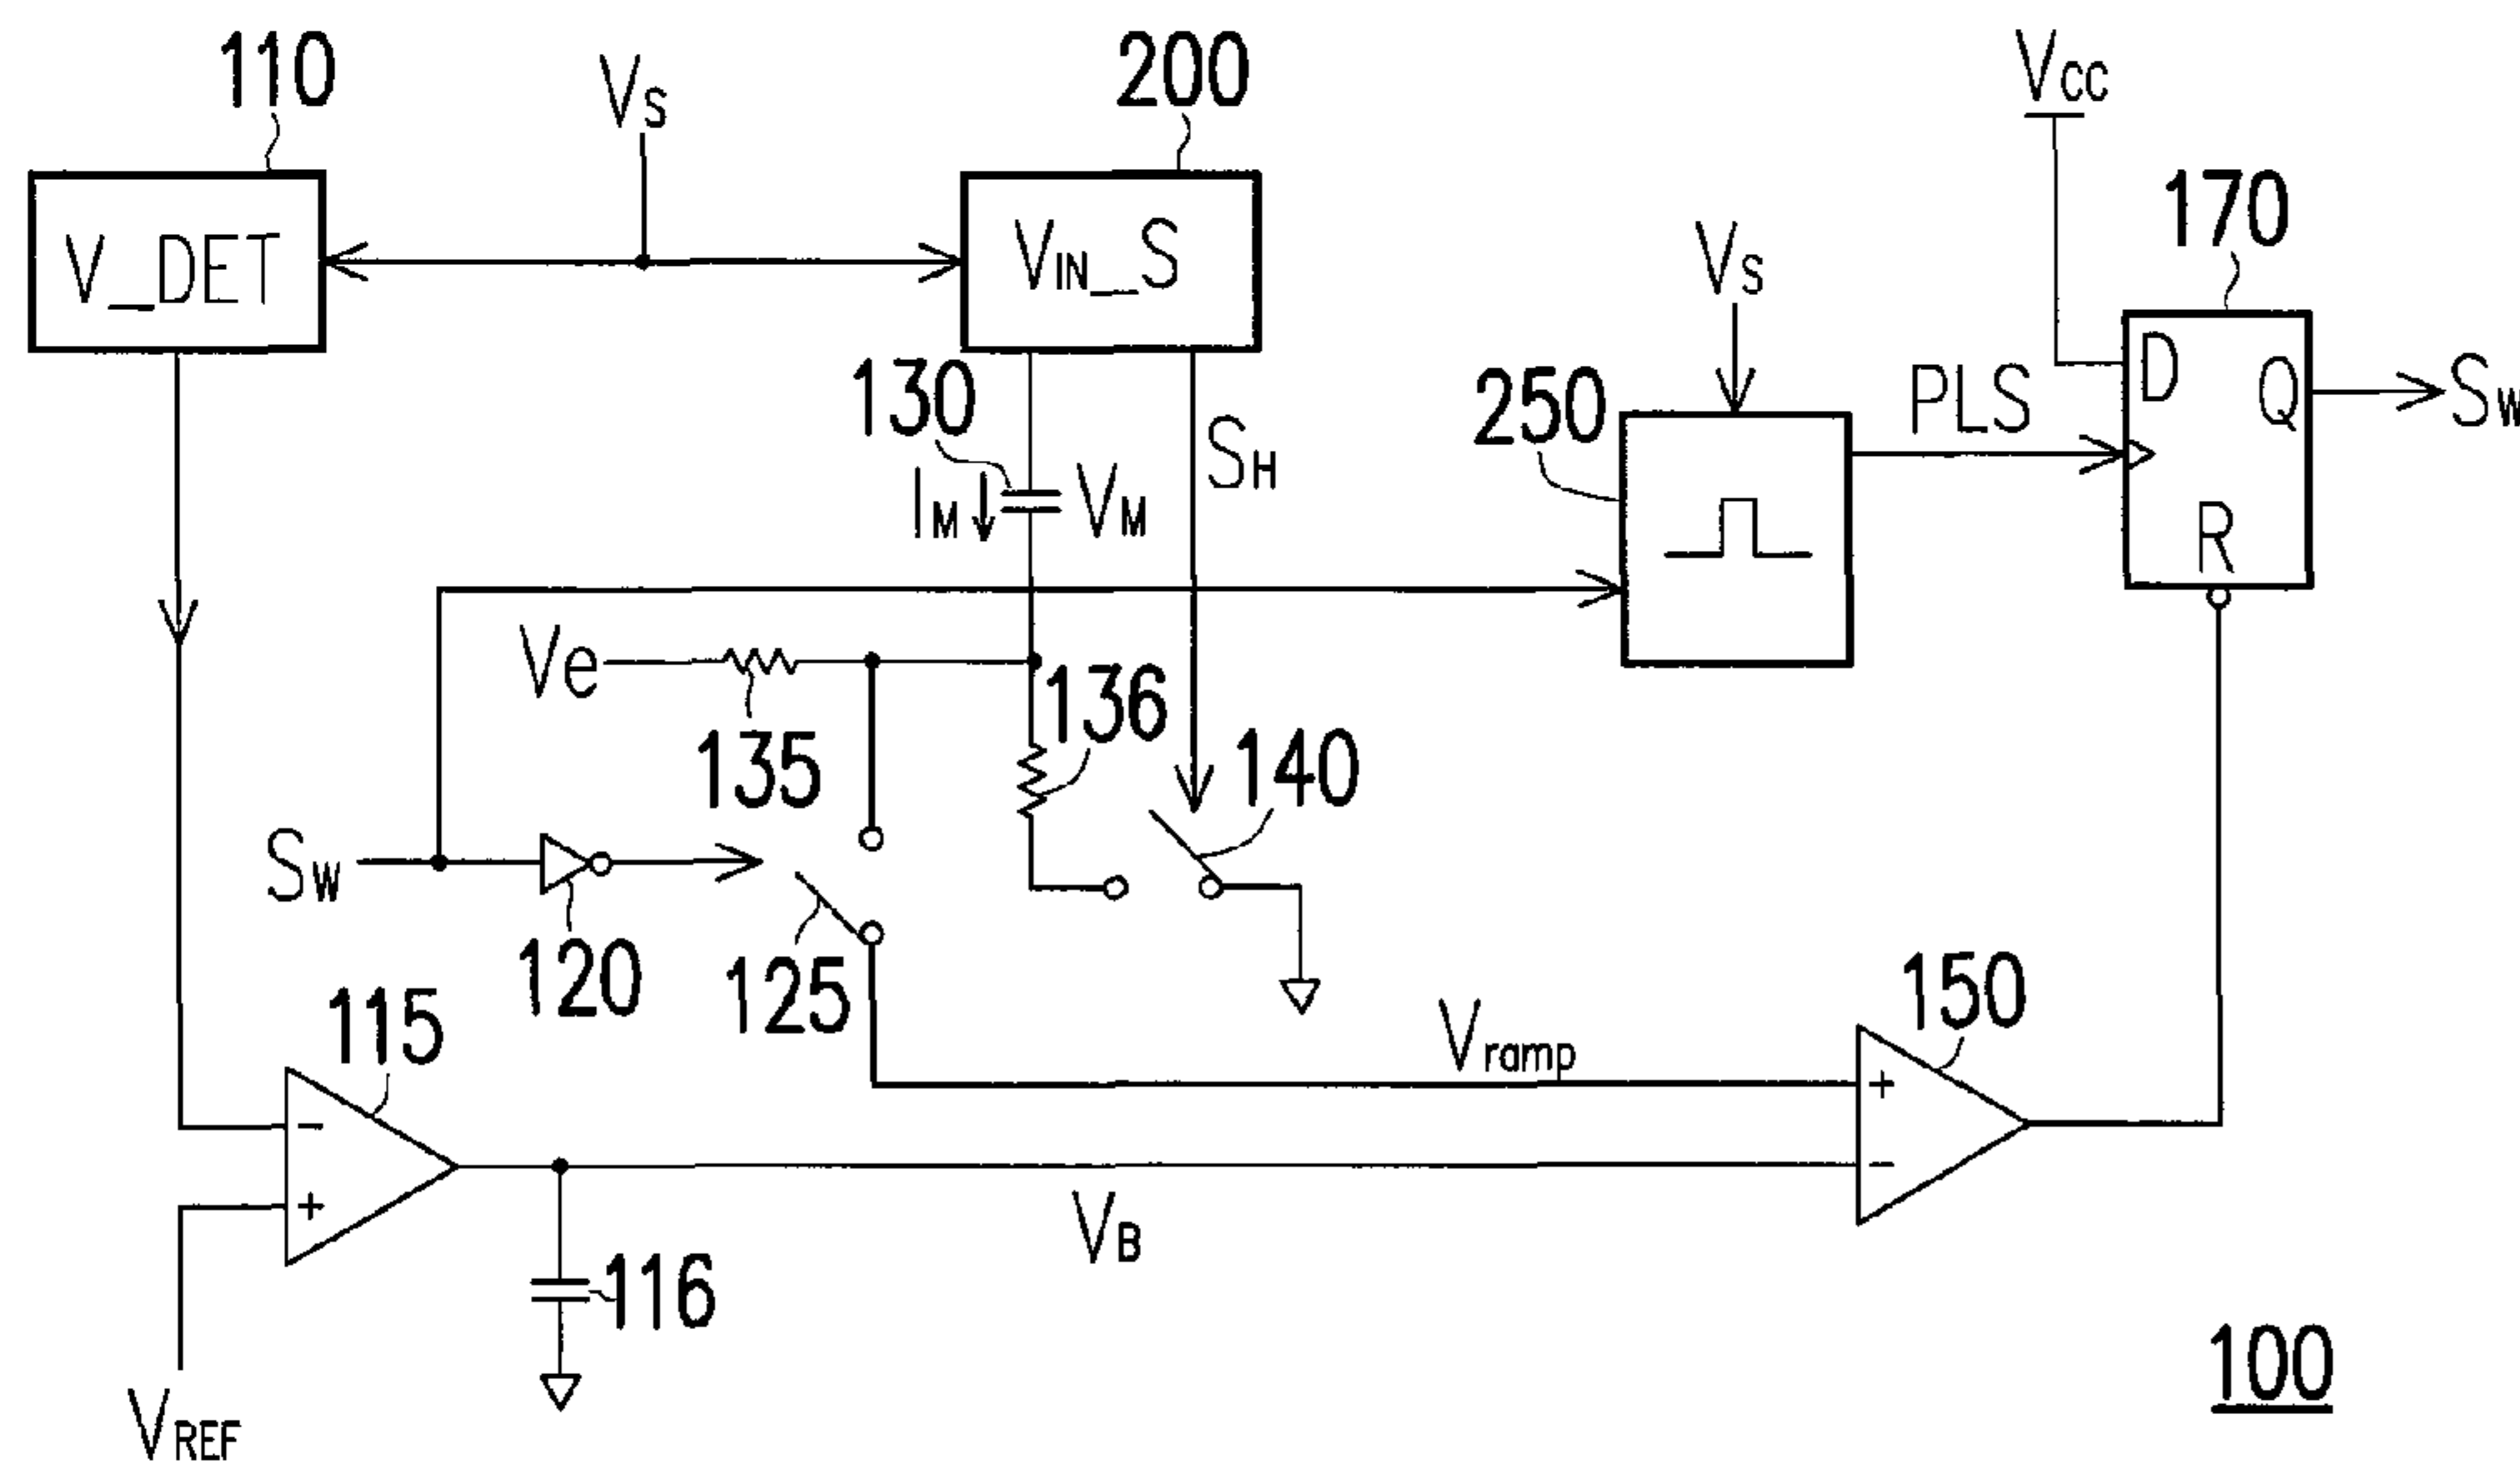 110
VS
200
VCC
V_DET
VIN_S
170
VS
D
Q
SW
130
SH
250
PLS
IM
VM
R
Ve
136
135
140
SW
120
125
115
Vramp
150
+
-
-
+
VB
116
VREF
100